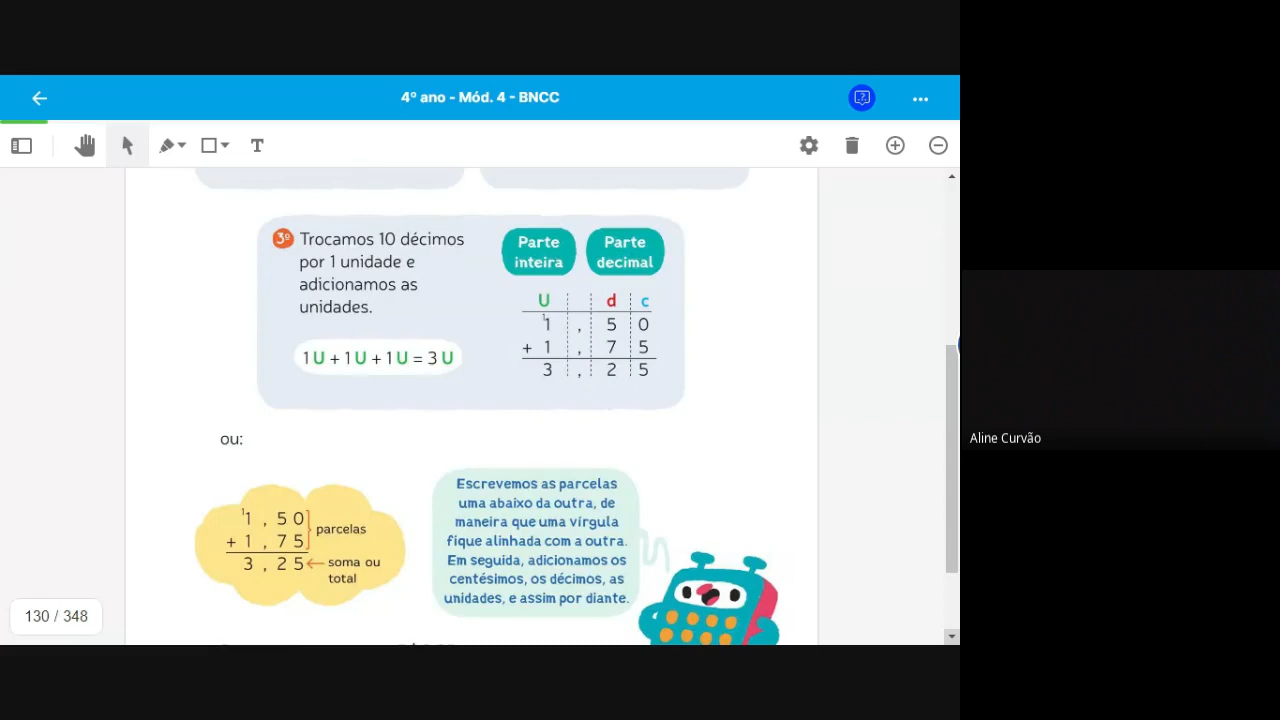 4º ano - Mód. 4 - BNCC
T
3º Trocamos 10 décimos
por 1 unidade e
adicionamos as
unidades.
1U + 1U + 1U = 3U
Parte
inteira
Parte
decimal
U d c
1
1 , 5 0
+ 1 , 7 5
3 , 2 5
ou:
1
1 , 5 0
+ 1 , 7 5
3 , 2 5
parcelas
soma ou
total
Escrevemos as parcelas
uma abaixo da outra, de
maneira que uma vírgula
fique alinhada com a outra.
Em seguida, adicionamos os
centésimos, os décimos, as
unidades, e assim por diante.
130 / 348
Aline Curvão